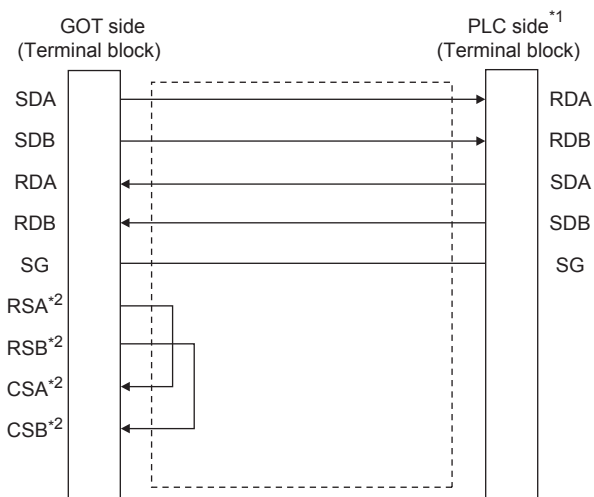 GOT side
(Terminal block)
PLC side*1
(Terminal block)
SDA
RDA
SDB
RDB
RDA
SDA
RDB
SDB
SG
SG
RSA*2
RSB*2
CSA*2
CSB*2